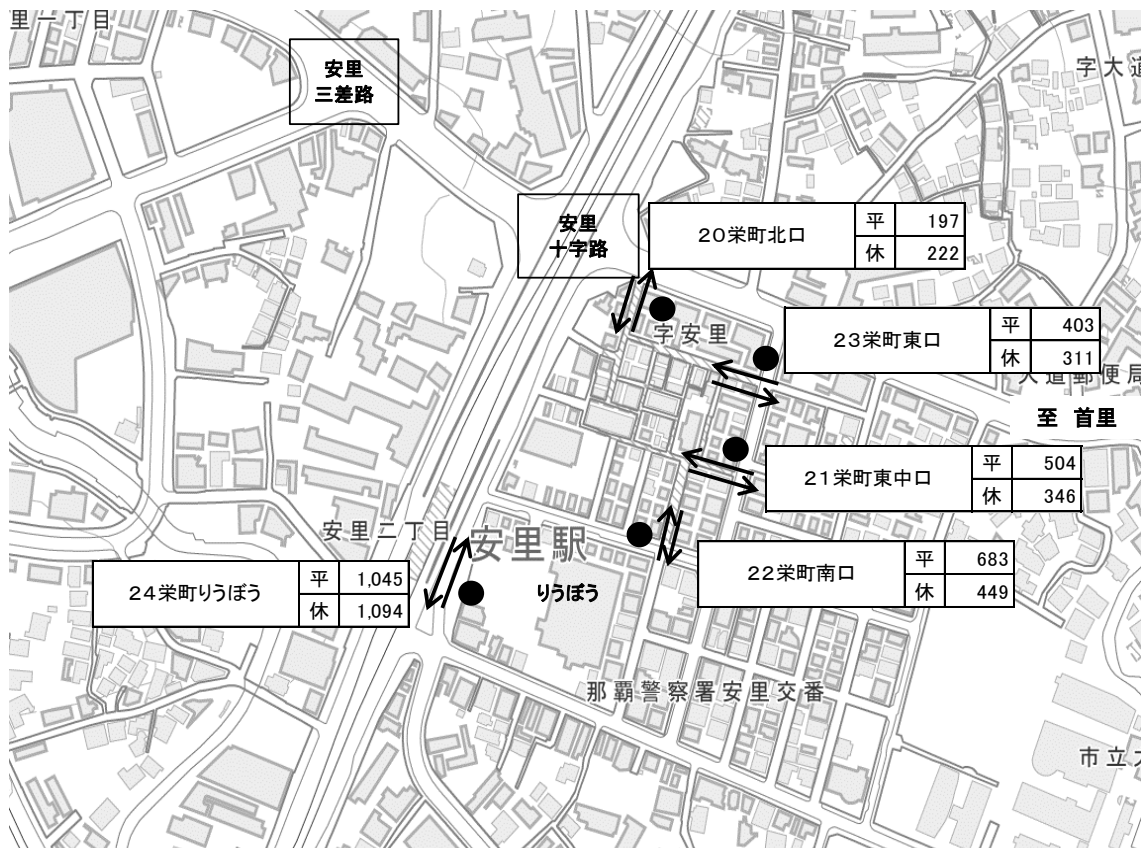 里一丁目
安里
三差路
字大道
安里
十字路
20栄町北口
平 197
休 222
字安里
23栄町東口
平 403
休 311
大道郵便局
至 首里
21栄町東中口
平 504
休 346
安里二丁目
安里駅
22栄町南口
平 683
休 449
24栄町りうぼう
平 1,045
休 1,094
りうぼう
那覇警察署安里交番
市立大